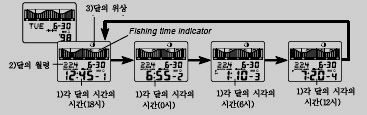 3)달의 위상
TUE 6-30
'98
Fishing time indicator
2)달의 월령
22.4 6-30
12:45-1
22.4 6-30
6:55-2
22.4 6-30
1:10-3
22.4 6-30
7:20-4
1)각 달의 시각의
시간(18시)
1)각 달의 시각의
시간(0시)
1)각 달의 시각의
시간(6시)
1)각 달의 시각의
시간(12시)